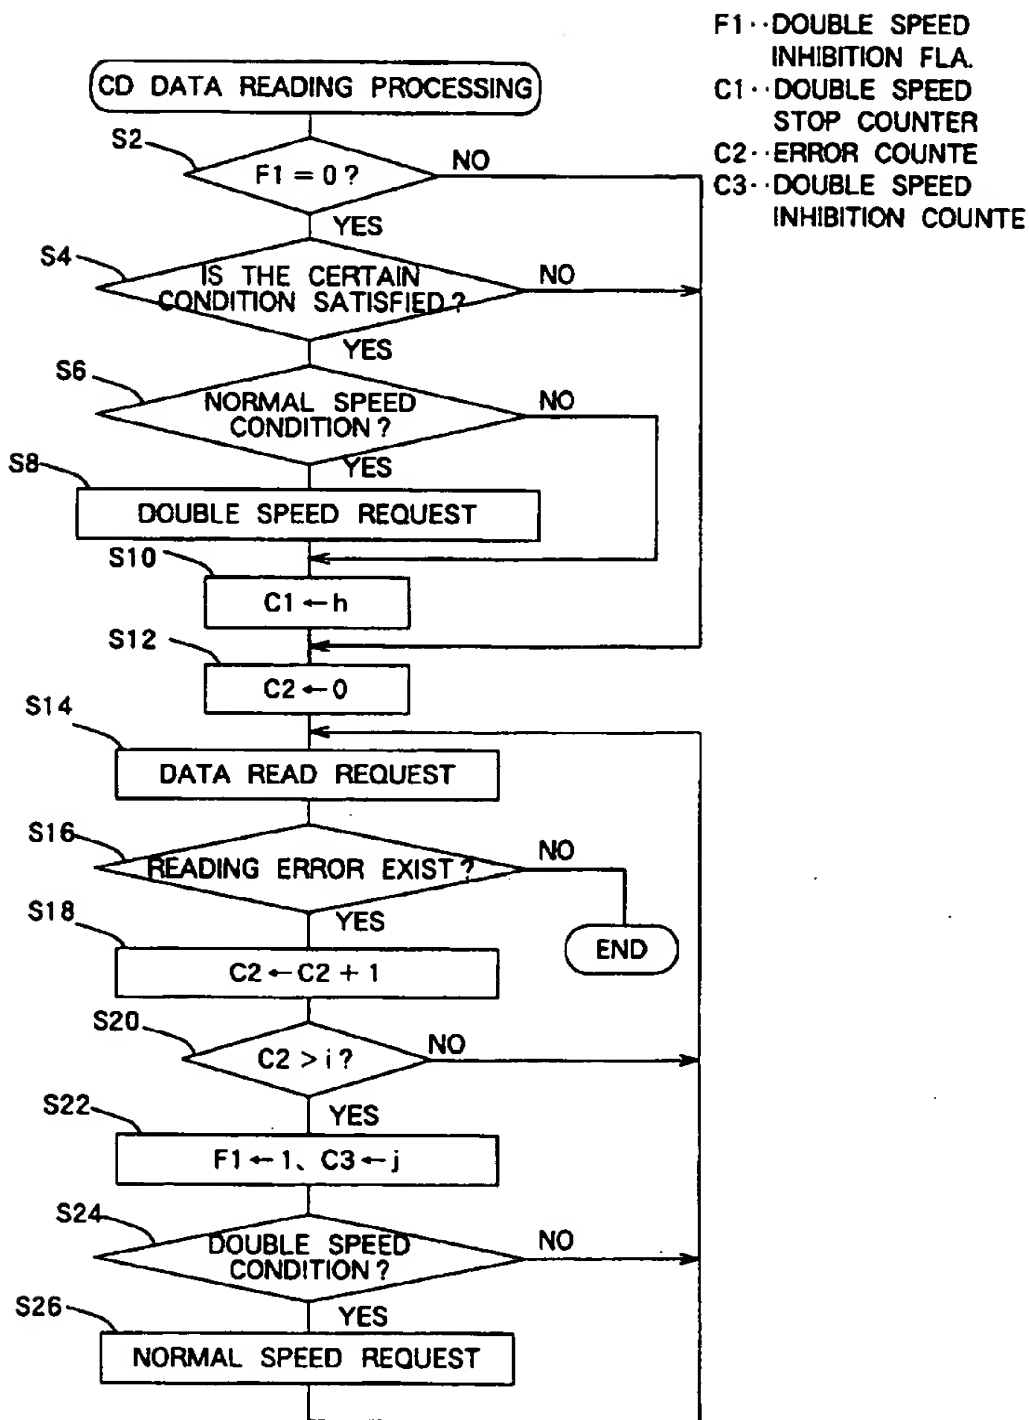 F1··DOUBLE SPEED
INHIBITION FLA.
C1··DOUBLE SPEED
STOP COUNTER
C2··ERROR COUNTE
C3··DOUBLE SPEED
INHIBITION COUNTE
CD DATA READING PROCESSING
S2
F1=0?
NO
YES
S4
IS THE CERTAIN
CONDITION SATISFIED?
NO
YES
S6
NORMAL SPEED
CONDITION?
NO
YES
S8
DOUBLE SPEED REQUEST
S10
C1←h
S12
C2←0
S14
DATA READ REQUEST
S16
READING ERROR EXIST?
NO
YES
END
S18
C2←C2+1
S20
C2>i?
NO
YES
S22
F1←1、C3←j
S24
DOUBLE SPEED
CONDITION?
NO
YES
S26
NORMAL SPEED REQUEST